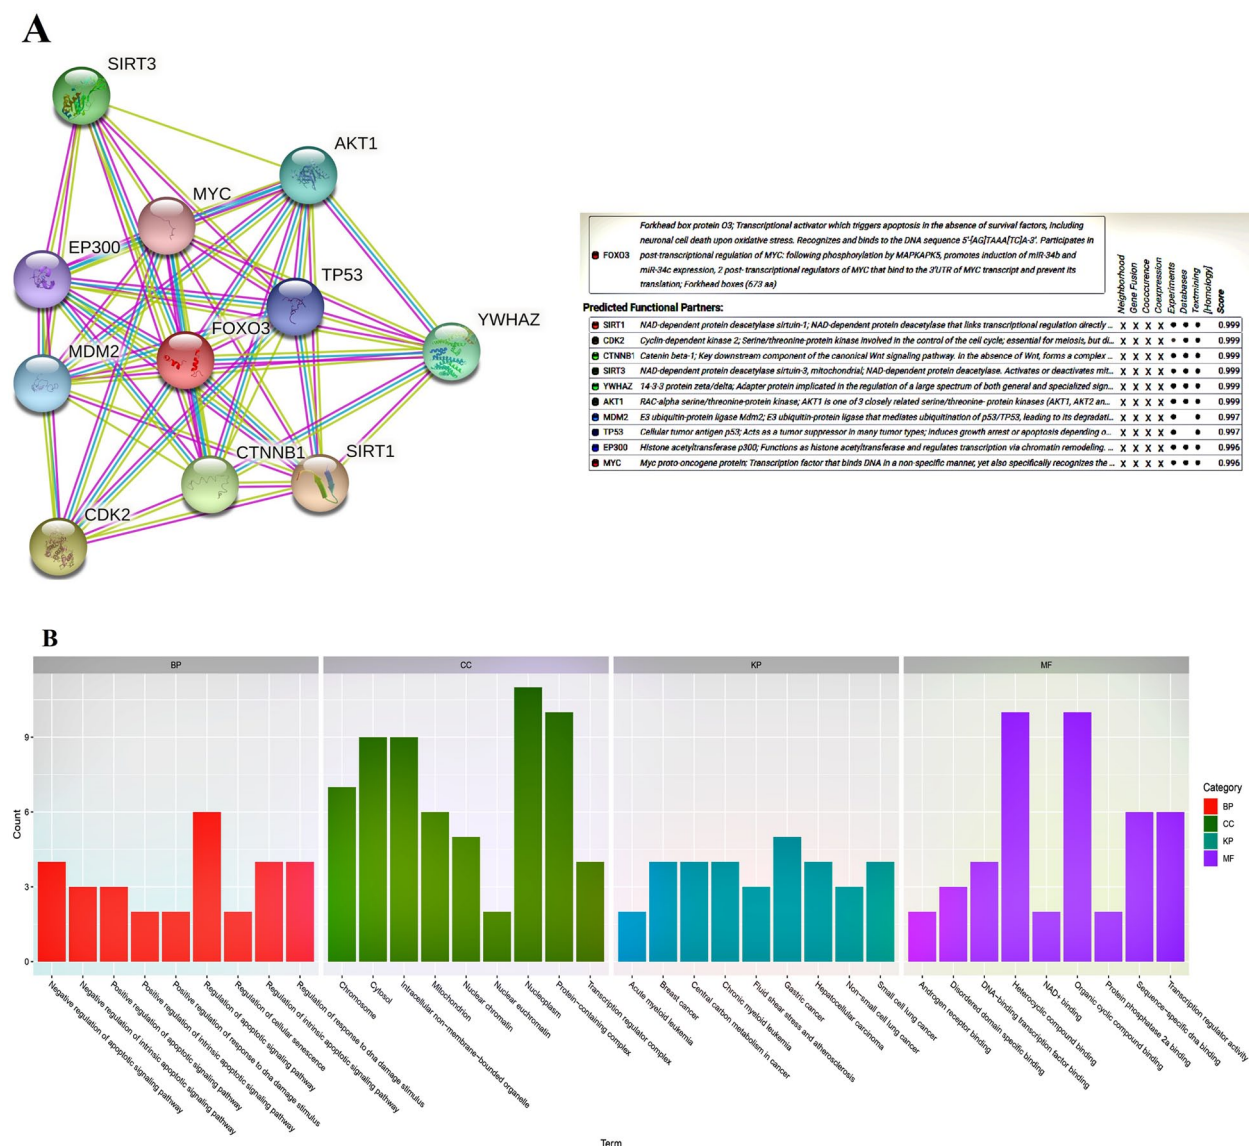 A
SIRT3
AKT1
MYC
EP300
TP53
FOXO3
YWHAZ
MDM2
CTNNB1
SIRT1
CDK2
FOXO3
Forkhead box protein O3; Transcriptional activator which triggers apoptosis in the absence of survival factors, including
neuronal cell death upon oxidative stress. Recognizes and binds to the DNA sequence 5'-[AG]TAAA[TC]A-3'. Participates in
post-transcriptional regulation of MYC: following phosphorylation by MAPKAPK5, promotes induction of miR-34b and
miR-34c expression, 2 post- transcriptional regulators of MYC that bind to the 3'UTR of MYC transcript and prevent its
translation; Forkhead boxes (673 aa)
Neighborhood
Gene Fusion
Cooccurence
Coexpression
Experiments
Databases
Textmining
[Homology]
Score
Predicted Functional Partners:
SIRT1 NAD-dependent protein deacetylase sirtuin-1; NAD-dependent protein deacetylase that links transcriptional regulation directly ... X X X X 0.999
CDK2 Cyclin-dependent kinase 2; Serine/threonine-protein kinase involved in the control of the cell cycle; essential for meiosis, but di... X X X X 0.999
CTNNB1 Catenin beta-1; Key downstream component of the canonical Wnt signaling pathway. In the absence of Wnt, forms a complex ... X X X X 0.999
SIRT3 NAD-dependent protein deacetylase sirtuin-3, mitochondrial; NAD-dependent protein deacetylase. Activates or deactivates mit... X X X X 0.999
YWHAZ 14-3-3 protein zeta/delta; Adapter protein implicated in the regulation of a large spectrum of both general and specialized sign... X X X X 0.999
AKT1 RAC-alpha serine/threonine-protein kinase; AKT1 is one of 3 closely related serine/threonine- protein kinases (AKT1, AKT2 an... X X X X 0.999
MDM2 E3 ubiquitin-protein ligase Mdm2; E3 ubiquitin-protein ligase that mediates ubiquitination of p53/TP53, leading to its degradati... X X X X 0.997
TP53 Cellular tumor antigen p53; Acts as a tumor suppressor in many tumor types; induces growth arrest or apoptosis depending o... X X X X 0.997
EP300 Histone acetyltransferase p300; Functions as histone acetyltransferase and regulates transcription via chromatin remodeling. ... X X X X 0.996
MYC Myc proto-oncogene protein; Transcription factor that binds DNA in a non-specific manner, yet also specifically recognizes the ... X X X X 0.996
B
BP
CC
KP
MF
Count
9
6
3
0
Category
BP
CC
KP
MF
Negative regulation of apoptotic signaling pathway
Negative regulation of intrinsic apoptotic signaling pathway
Positive regulation of apoptotic signaling pathway
Positive regulation of intrinsic apoptotic signaling pathway
Positive regulation of response to dna damage stimulus
Regulation of apoptotic signaling pathway
Regulation of cellular senescence
Regulation of intrinsic apoptotic signaling pathway
Regulation of response to dna damage stimulus
Chromosome
Cytosol
Intracellular non−membrane−bounded organelle
Mitochondrion
Nuclear chromatin
Nuclear euchromatin
Nucleoplasm
Protein−containing complex
Transcription regulator complex
Acute myeloid leukemia
Breast cancer
Central carbon metabolism in cancer
Chronic myeloid leukemia
Fluid shear stress and atherosclerosis
Gastric cancer
Hepatocellular carcinoma
Non−small cell lung cancer
Small cell lung cancer
Androgen receptor binding
Disordered domain specific binding
DNA−binding transcription factor binding
Heterocyclic compound binding
NAD+ binding
Organic cyclic compound binding
Protein phosphatase 2a binding
Sequence−specific dna binding
Transcription regulator activity
Term